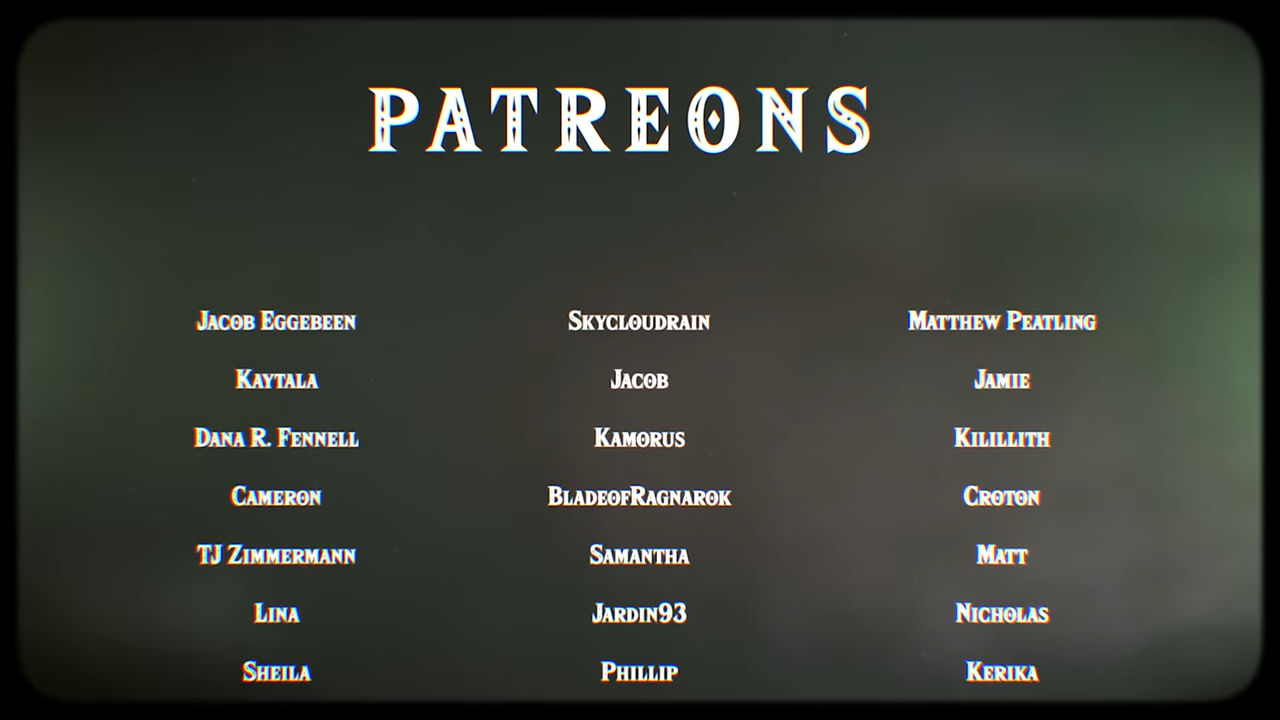 PATREONS
Jacob Eggebeen Skycloudrain Matthew Peatling
Kaytala Jacob Jamie
Dana R. Fennell Kamorus Kilillith
Cameron BladeofRagnarok Croton
TJ Zimmermann Samantha Matt
Lina Jardin93 Nicholas
Sheila Phillip Kerika